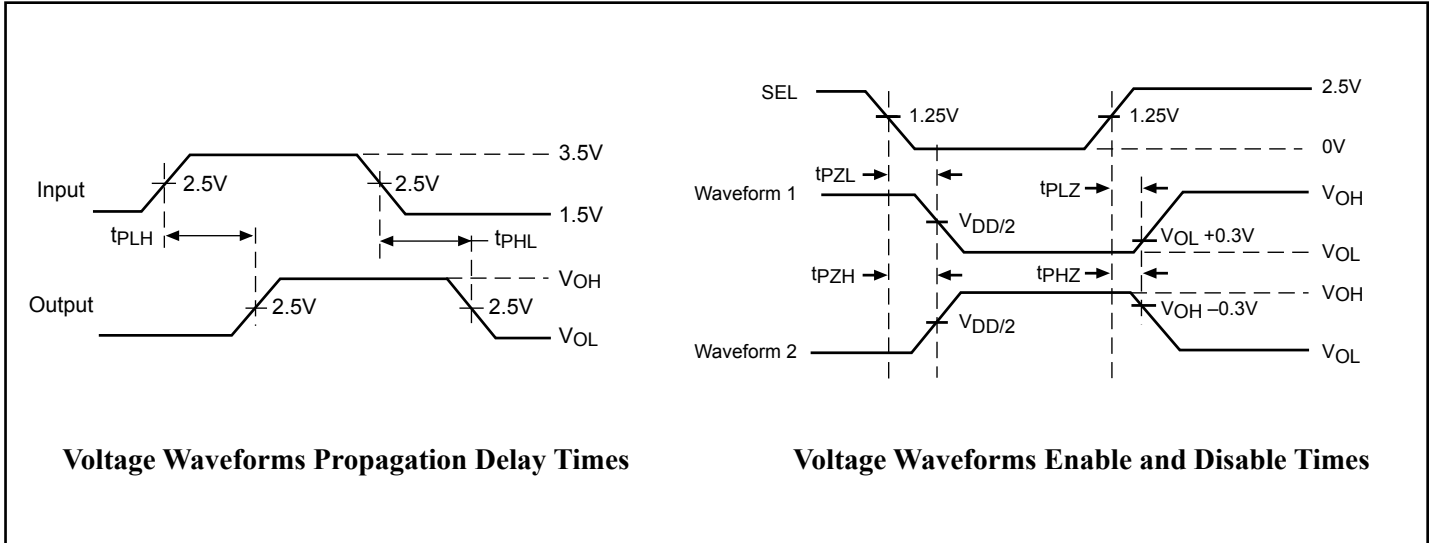 Input
2.5V
2.5V
3.5V
1.5V
tPLH
tPHL
Output
2.5V
2.5V
VOH
VOL
Voltage Waveforms Propagation Delay Times
SEL
1.25V
1.25V
2.5V
0V
tPZL
tPLZ
Waveform 1
VDD/2
VOL +0.3V
VOH
VOL
tPZH
tPHZ
VOH
VDD/2
VOH –0.3V
Waveform 2
VOL
Voltage Waveforms Enable and Disable Times